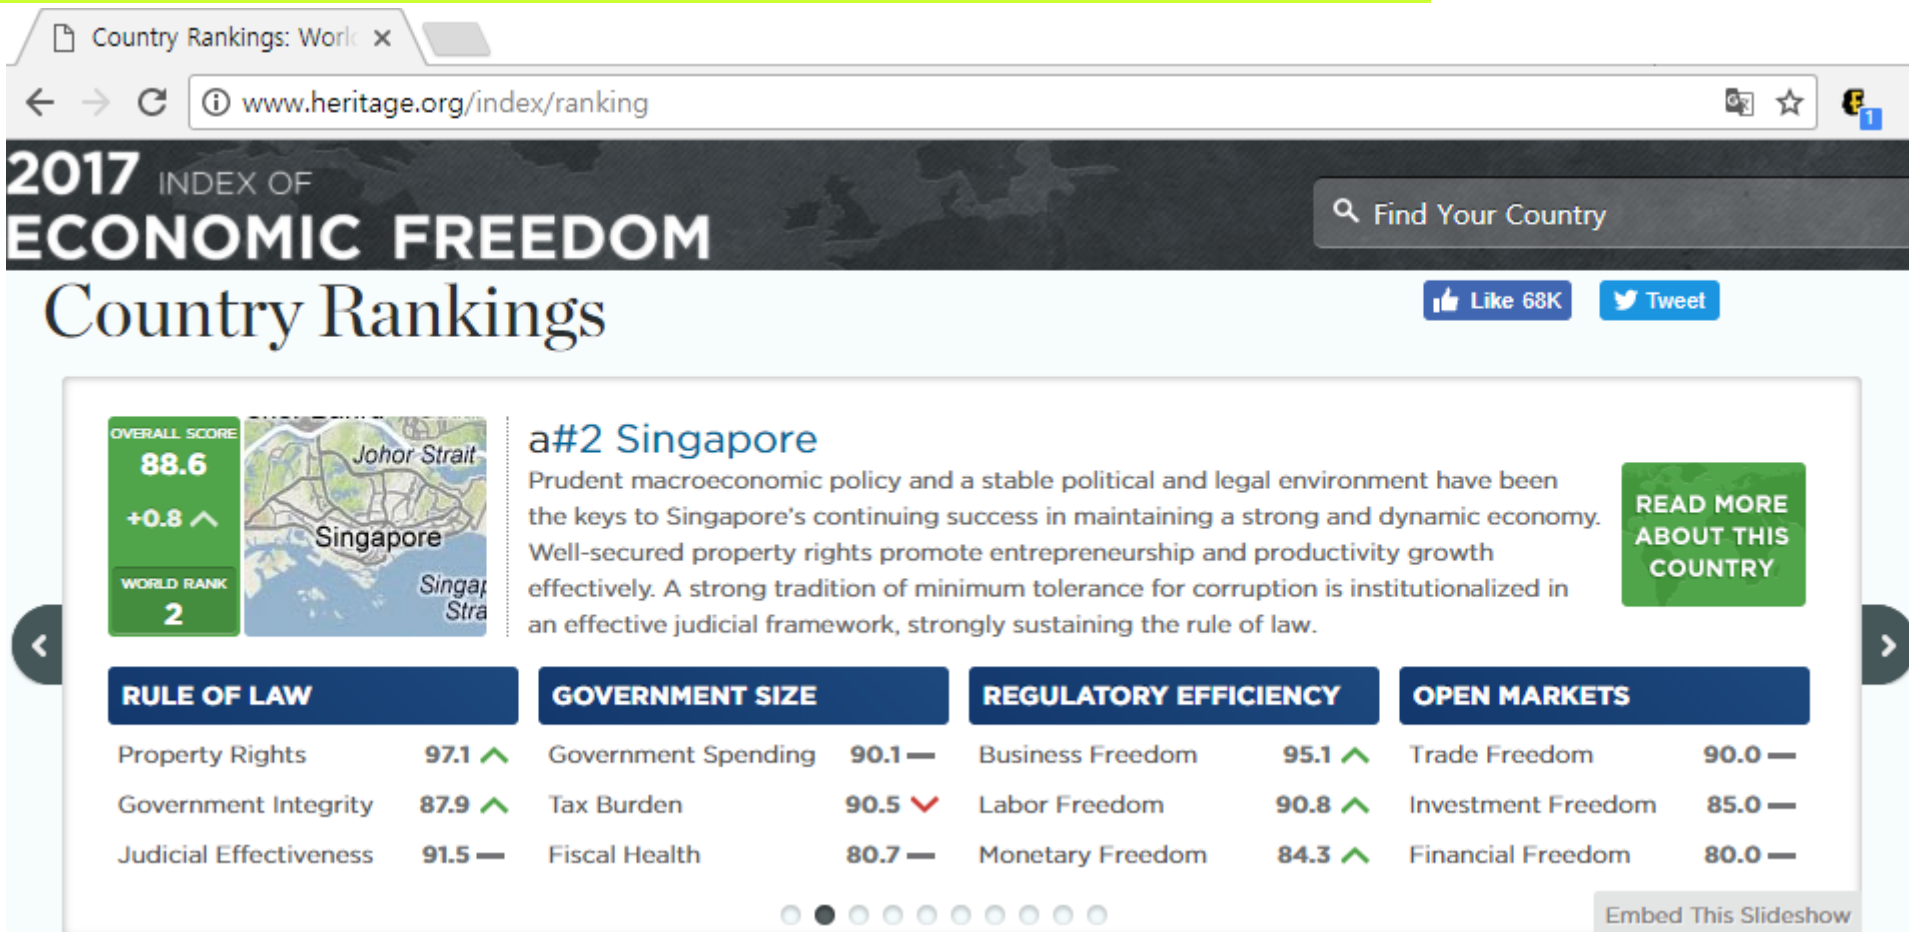 Country Rankings: Worl
www.heritage.org/index/ranking
1
2017 INDEX OF
ECONOMIC FREEDOM
Find Your Country
Country Rankings
Like 68K
Tweet
OVERALL SCORE
88.6
+0.8
WORLD RANK
2
Johor Strait
Singapore
Singap
Stra
a#2 Singapore
Prudent macroeconomic policy and a stable political and legal environment have been
the keys to Singapore's continuing success in maintaining a strong and dynamic economy.
Well-secured property rights promote entrepreneurship and productivity growth
effectively. A strong tradition of minimum tolerance for corruption is institutionalized in
an effective judicial framework, strongly sustaining the rule of law.
READ MORE
ABOUT THIS
COUNTRY
RULE OF LAW
Property Rights 97.1
Government Integrity 87.9
Judicial Effectiveness 91.5
GOVERNMENT SIZE
Government Spending 90.1
Tax Burden 90.5
Fiscal Health 80.7
REGULATORY EFFICIENCY
Business Freedom 95.1
Labor Freedom 90.8
Monetary Freedom 84.3
OPEN MARKETS
Trade Freedom 90.0
Investment Freedom 85.0
Financial Freedom 80.0
Embed This Slideshow